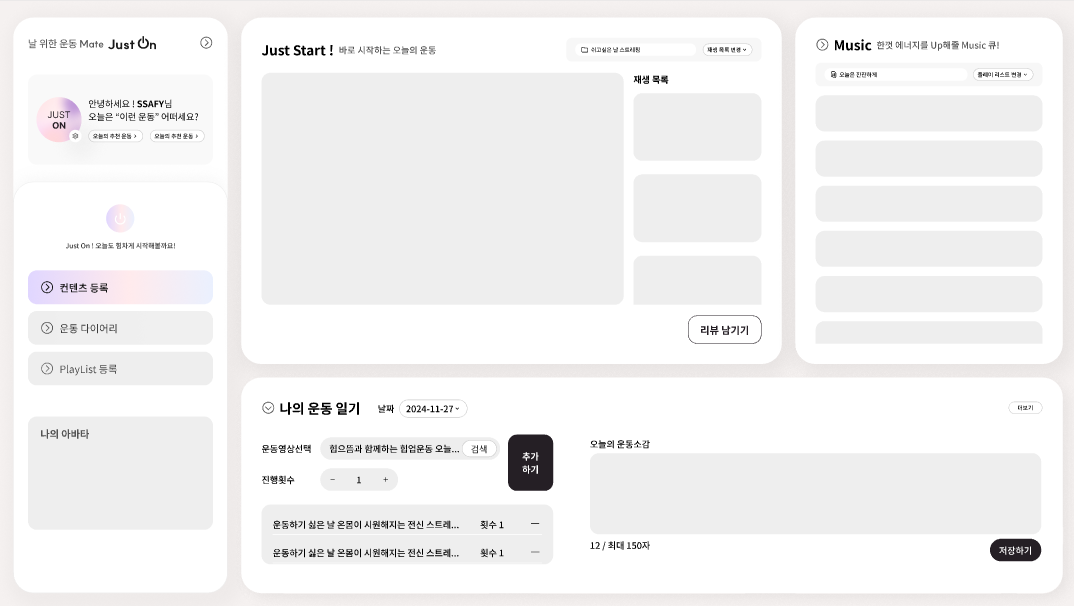 날 위한 운동 Mate Just On
JUST
ON
안녕하세요 ! SSAFY님
오늘은 “이런 운동” 어떠세요?
오늘의 추천 운동 오늘의 추천 운동
Just On ! 오늘도 힘차게 시작해볼까요!
컨텐츠 등록
운동 다이어리
PlayList 등록
나의 아바타
Just Start ! 바로 시작하는 오늘의 운동
쉬고싶은 날 스트레칭
재생 목록 변경
재생 목록
리뷰 남기기
Music 한껏 에너지를 Up해줄 Music 큐!
오늘은 잔잔하게
플레이 리스트 변경
나의 운동 일기
날짜 2024-11-27
더보기
운동영상선택 힙으뜸과 함께하는 힙업운동 오늘... 검색
진행횟수 − 1 +
추가
하기
운동하기 싫은 날 온몸이 시원해지는 전신 스트레... 횟수 1 —
운동하기 싫은 날 온몸이 시원해지는 전신 스트레... 횟수 1 —
오늘의 운동소감
12 / 최대 150자
저장하기